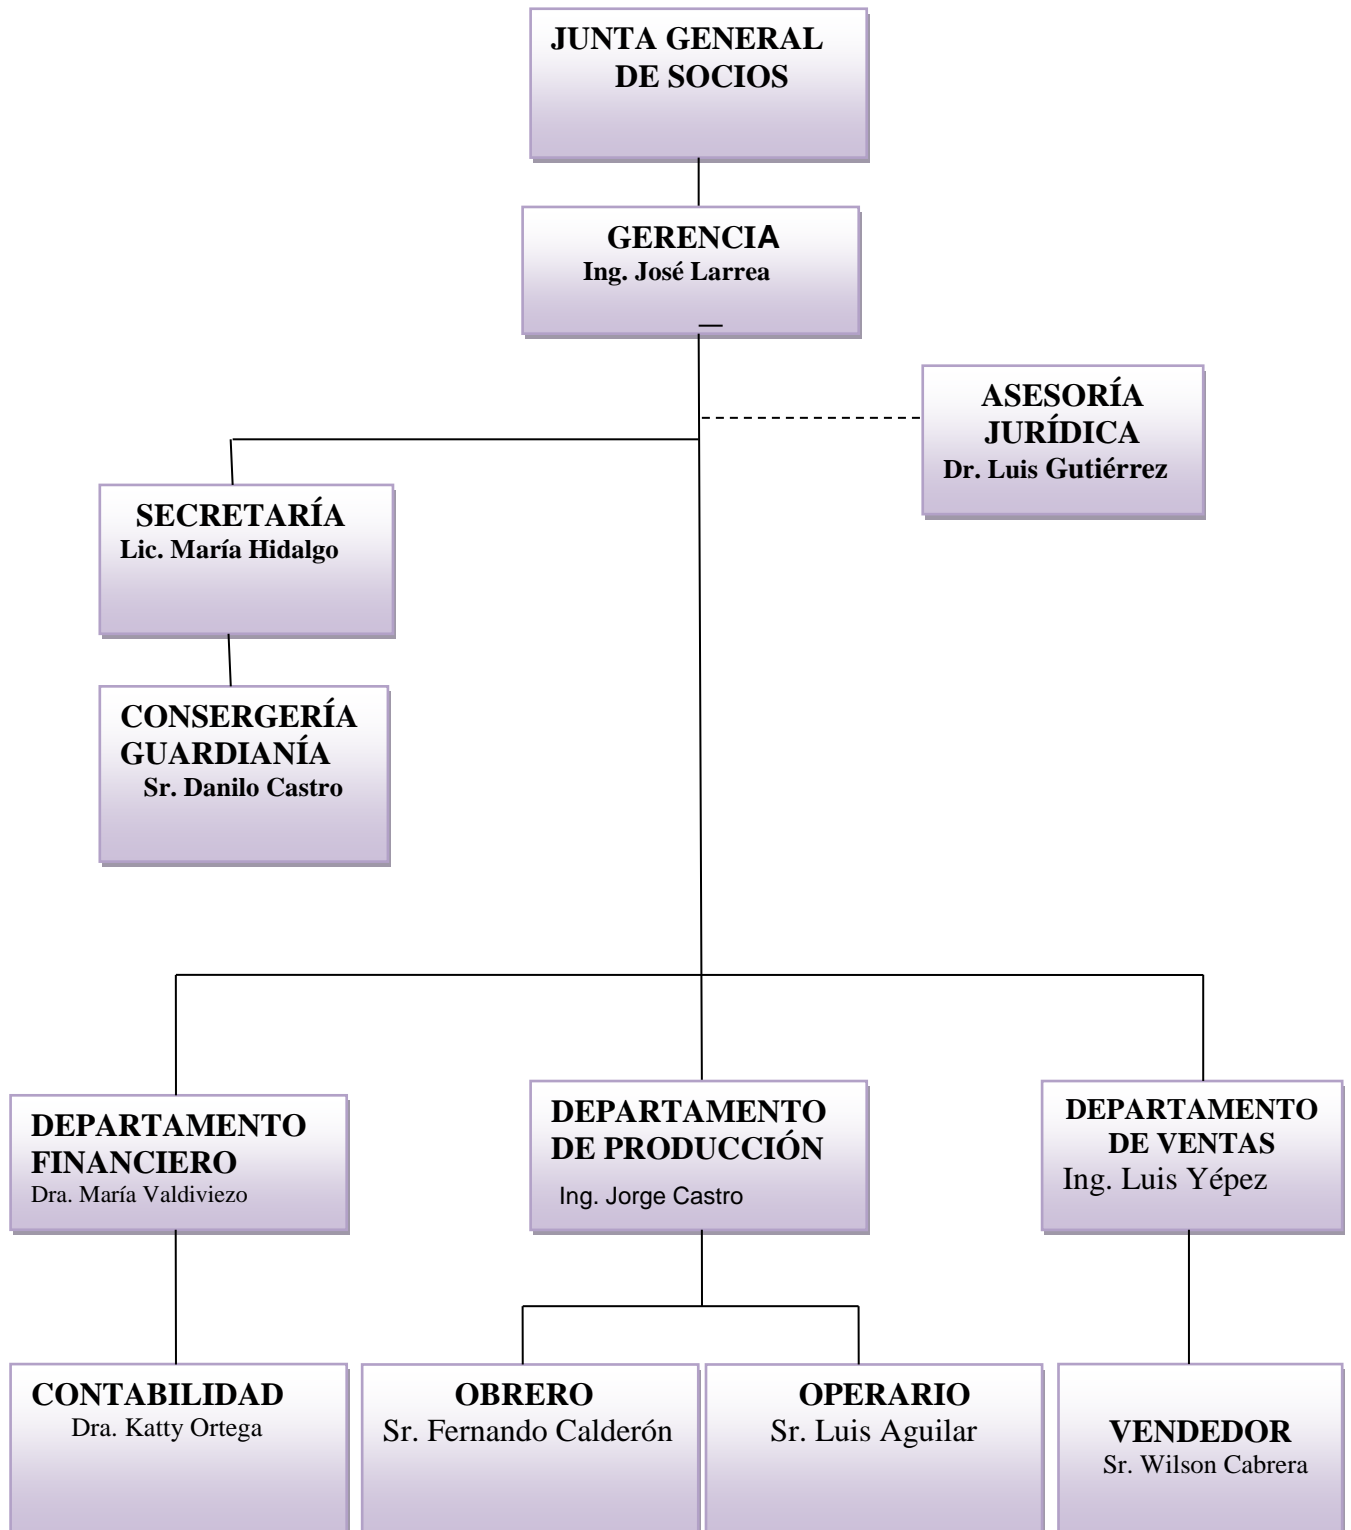 JUNTA GENERAL
DE SOCIOS
GERENCIA
Ing. José Larrea
ASESORÍA
JURÍDICA
Dr. Luis Gutiérrez
SECRETARÍA
Lic. María Hidalgo
CONSERGERÍA
GUARDIANÍA
Sr. Danilo Castro
DEPARTAMENTO
FINANCIERO
Dra. María Valdiviezo
DEPARTAMENTO
DE PRODUCCIÓN
Ing. Jorge Castro
DEPARTAMENTO
DE VENTAS
Ing. Luis Yépez
CONTABILIDAD
Dra. Katty Ortega
OBRERO
Sr. Fernando Calderón
OPERARIO
Sr. Luis Aguilar
VENDEDOR
Sr. Wilson Cabrera